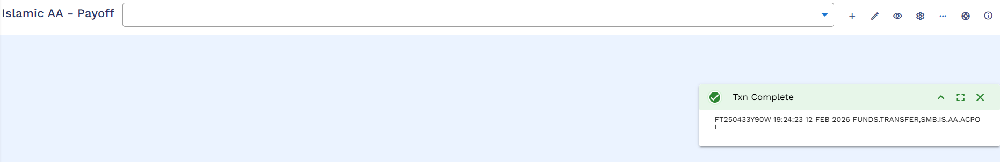 Islamic AA - Payoff
Txn Complete
FT250433Y90W 19:24:23 12 FEB 2026 FUNDS.TRANSFER,SMB.IS.AA.ACPO
I